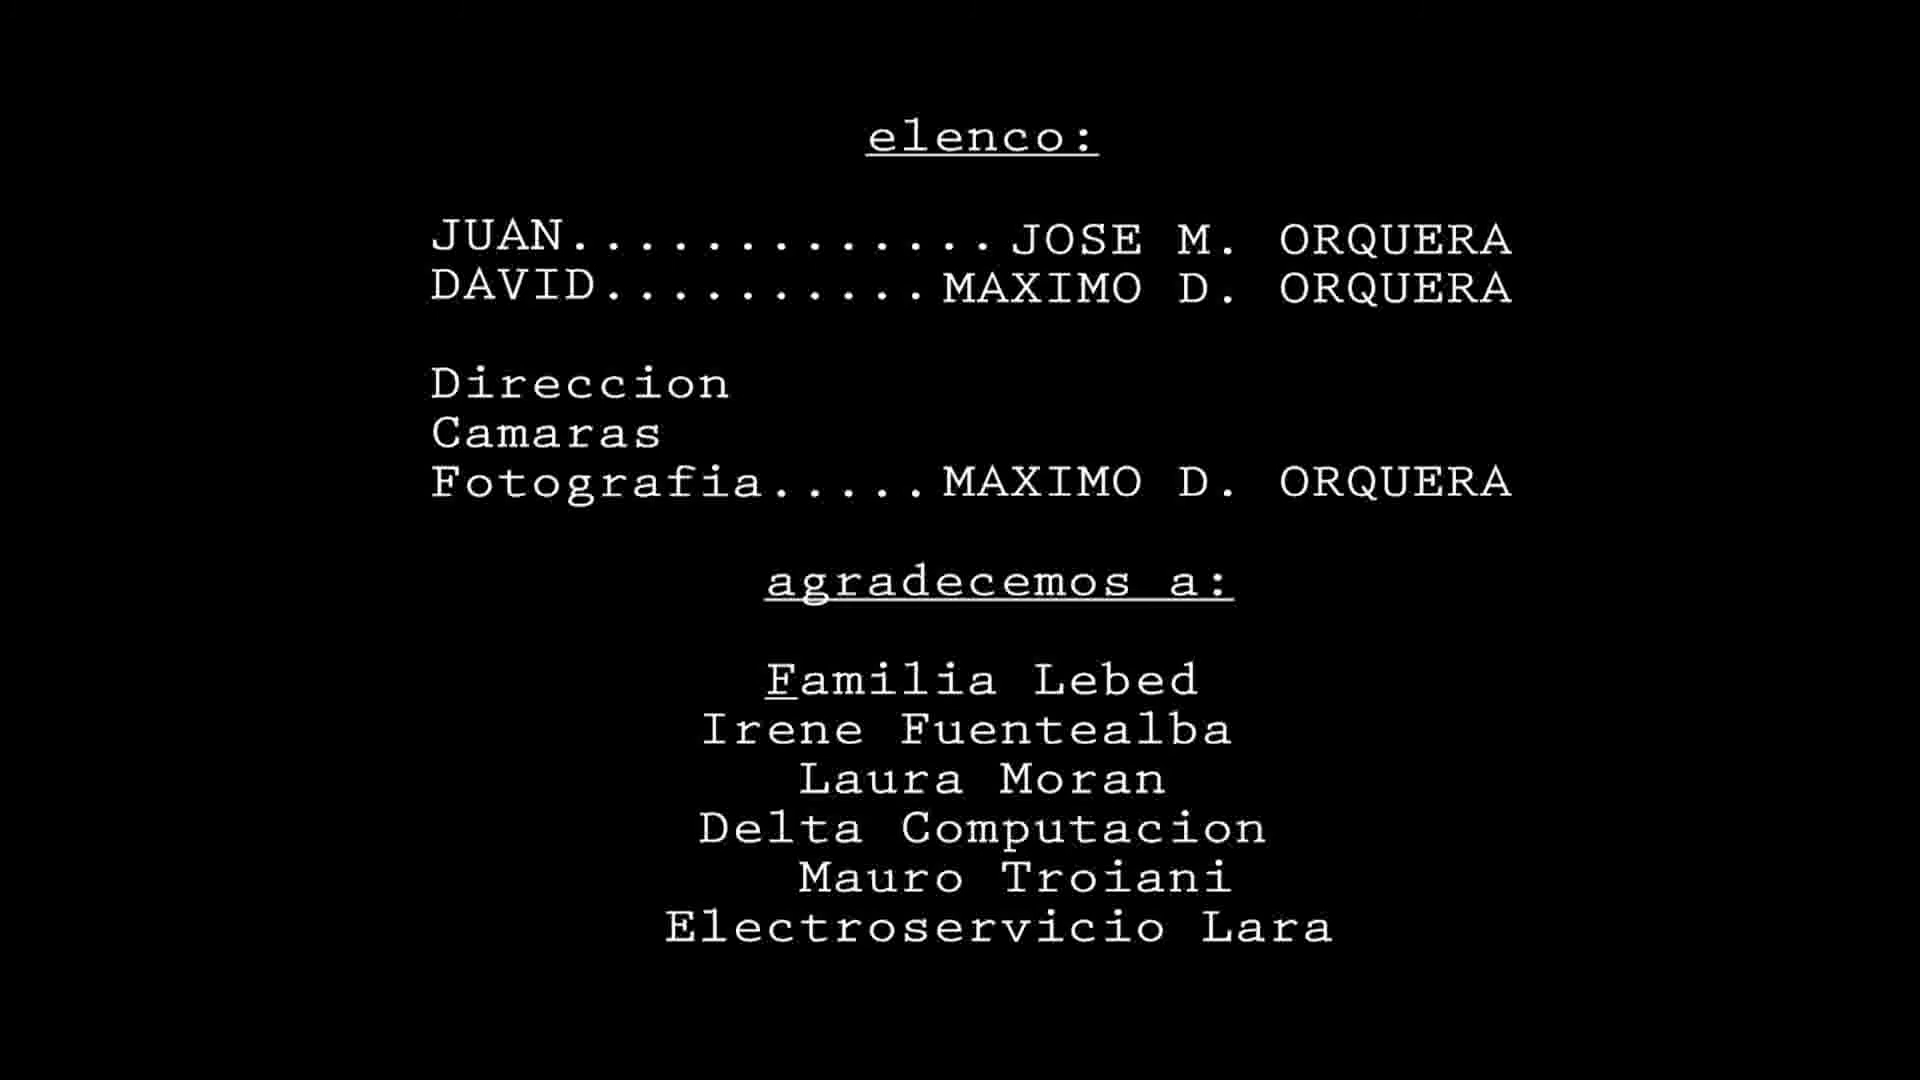 elenco:
JUAN.............JOSE M. ORQUERA
DAVID..........MAXIMO D. ORQUERA
Direccion
Camaras
Fotografia.....MAXIMO D. ORQUERA
agradecemos a:
Familia Lebed
Irene Fuentealba
Laura Moran
Delta Computacion
Mauro Troiani
Electroservicio Lara